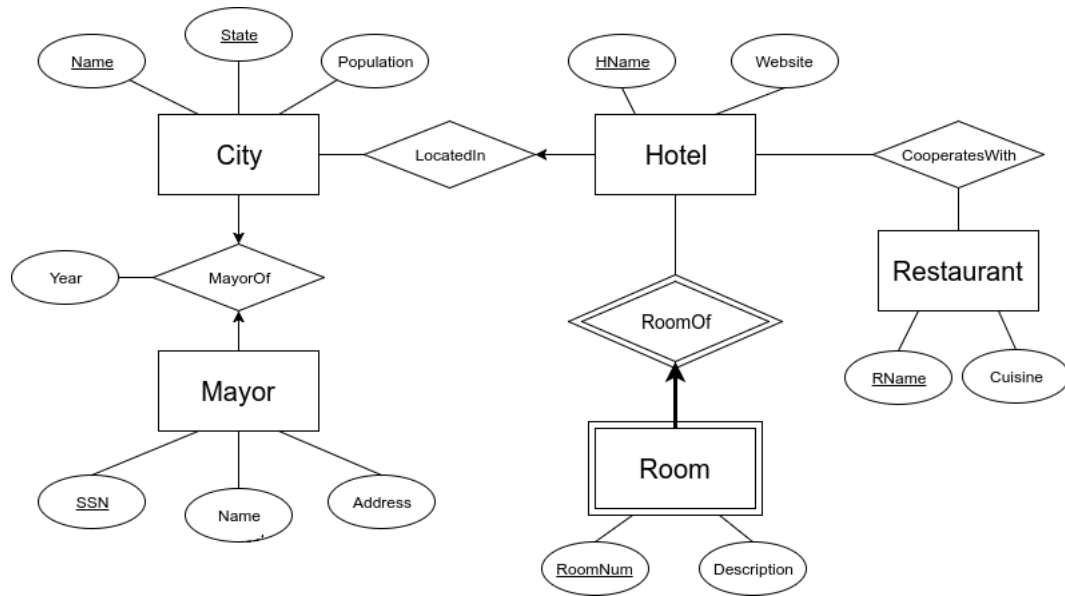 State
Name
Population
HName
Website
City
LocatedIn
Hotel
CooperatesWith
Year
MayorOf
Restaurant
RoomOf
Mayor
RName
Cuisine
Room
SSN
Name
Address
RoomNum
Description